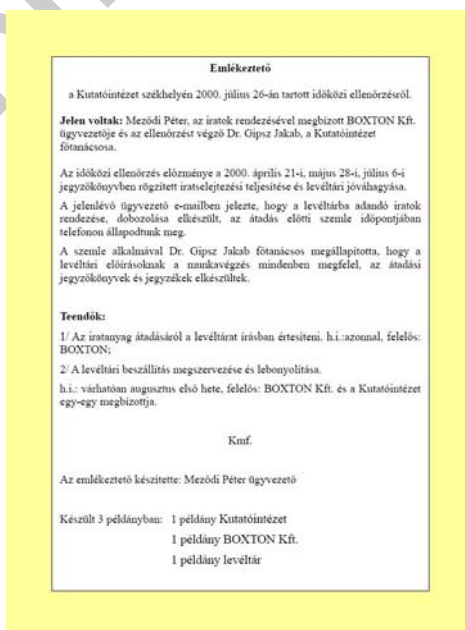 Emlékeztető
a Kutatóintézet székhelyén 2000. július 26-án tartott időközi ellenőrzésről.
Jelen voltak: Meződi Péter, az iratok rendezésével megbízott BOXTON Kft.
ügyvezetője és az ellenőrzést végző Dr. Gipsz Jakab, a Kutatóintézet
főtanácsosa.
Az időközi ellenőrzés előzménye a 2000. április 21-i, május 28-i, július 6-i
jegyzőkönyvben rögzített iratselejtezési teljesítése és levéltári jóváhagyása.
A jelenlévő ügyvezető e-mailben jelezte, hogy a levéltárba adandó iratok
rendezése, dobozolása elkészült, az átadás előtti szemle időpontjában
telefonon állapodtunk meg.
A szemle alkalmával Dr. Gipsz Jakab főtanácsos megállapította, hogy a
levéltári előírásoknak a munkavégzés mindenben megfelel, az átadási
jegyzőkönyvek és jegyzékek elkészültek.
Teendők:
1/ Az iratanyag átadásáról a levéltárat írásban értesíteni. h.i.:azonnal, felelős:
BOXTON;
2/ A levéltári beszállítás megszervezése és lebonyolítása.
h.i.: várhatóan augusztus első hete, felelős: BOXTON Kft. és a Kutatóintézet
egy-egy megbízottja.
Kmf.
Az emlékeztető készítette: Meződi Péter ügyvezető
Készült 3 példányban: 1 példány Kutatóintézet
1 példány BOXTON Kft.
1 példány levéltár